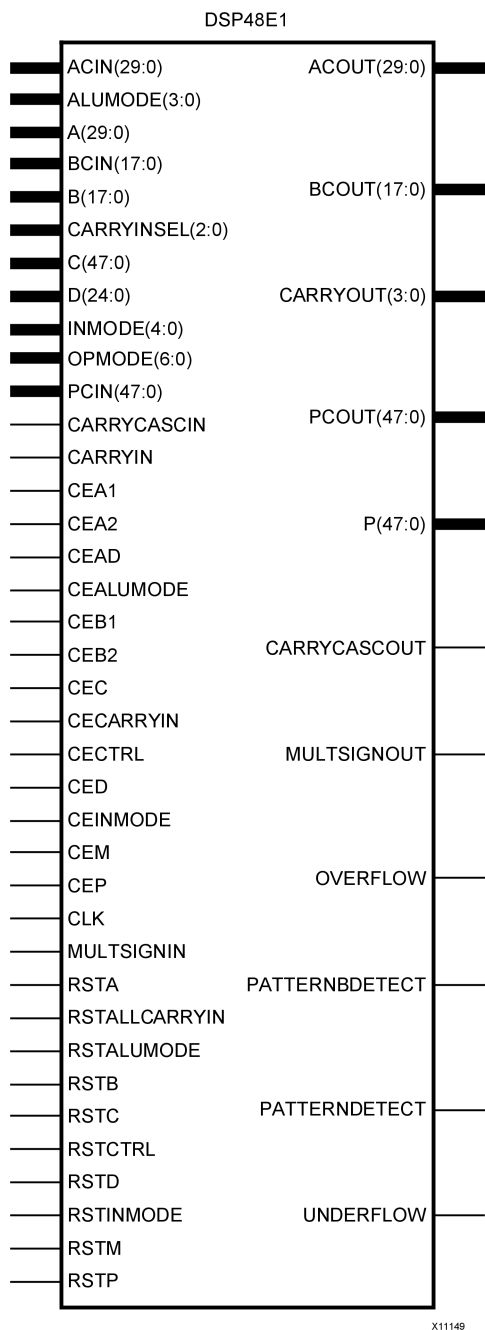 DSP48E1
ACIN(29:0)
ACOUT(29:0)
ALUMODE(3:0)
A(29:0)
BCIN(17:0)
BCOUT(17:0)
B(17:0)
CARRYINSEL(2:0)
C(47:0)
D(24:0)
CARRYOUT(3:0)
INMODE(4:0)
OPMODE(6:0)
PCIN(47:0)
PCOUT(47:0)
CARRYCASCIN
CARRYIN
CEA1
CEA2
P(47:0)
CEAD
CEALUMODE
CEB1
CEB2
CARRYCASCOUT
CEC
CECARRYIN
CECTRL
MULTSIGNOUT
CED
CEINMODE
CEM
CEP
OVERFLOW
CLK
MULTSIGNIN
RSTA
PATTERNBDETECT
RSTALLCARRYIN
RSTALUMODE
RSTB
RSTC
PATTERNDETECT
RSTCTRL
RSTD
RSTINMODE
UNDERFLOW
RSTM
RSTP
X11149